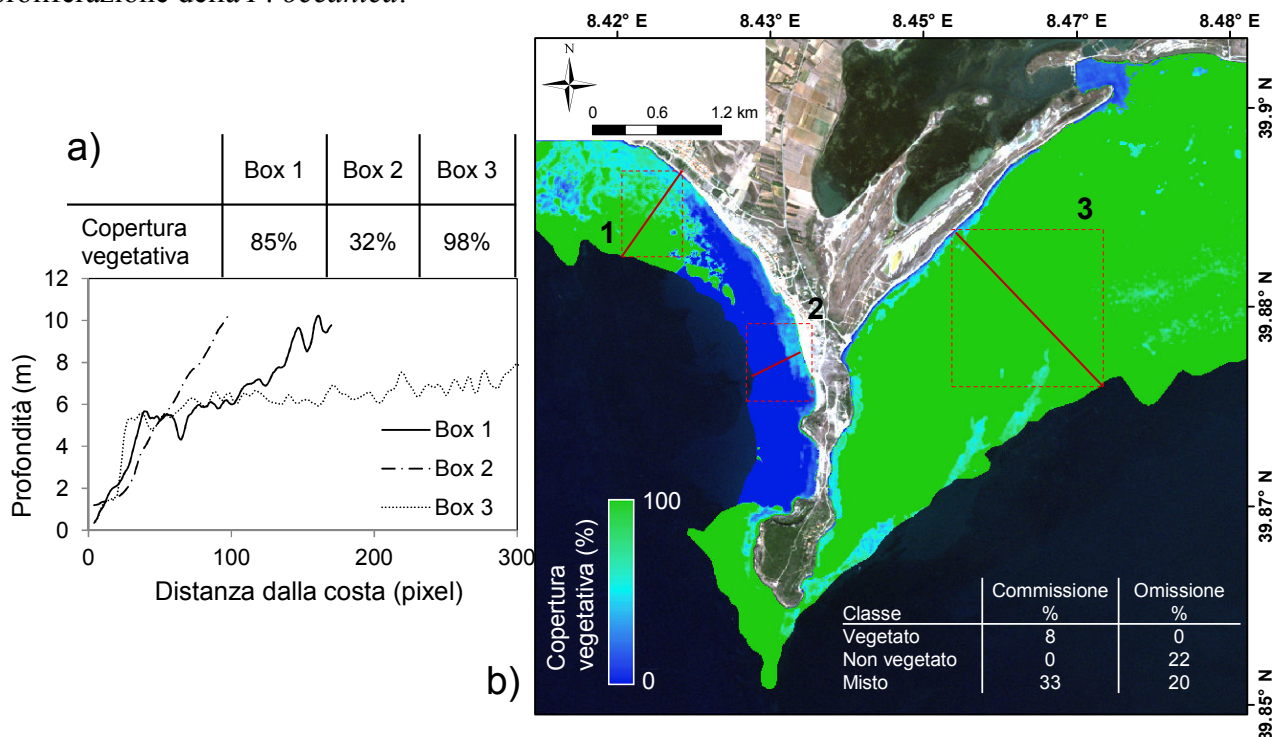 proliferazione della P. oceanica.
a)
Box 1 Box 2 Box 3
Copertura vegetativa 85% 32% 98%
12
10
8
6
4
2
0
Profondità (m)
Box 1
Box 2
Box 3
0 100 200 300
Distanza dalla costa (pixel)
8.42° E 8.43° E 8.45° E 8.47° E 8.48° E
N
0 0.6 1.2 km
1
2
3
39.9° N
39.88° N
39.87° N
39.85° N
Copertura
vegetativa (%)
100
0
Classe Commissione % Omissione %
Vegetato 8 0
Non vegetato 0 22
Misto 33 20
b)